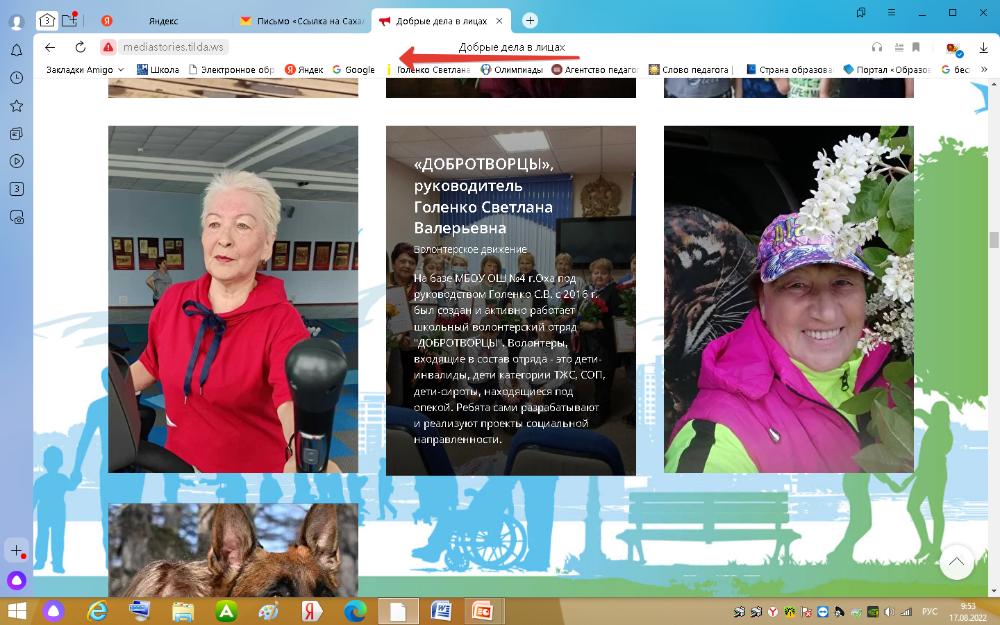 3
Яндекс
Письмо «Ссылка на Сахал
Добрые дела в лицах
mediastories.tilda.ws
Добрые дела в лицах
Закладки Amigo
Школа
Электронное обр
Яндек
Google
Голенко Светлана
Олимпиады
Агентство педагог
Слово педагога |
Страна образова
Портал «Образов
бес
3
«ДОБРОТВОРЦЫ»,
руководитель
Голенко Светлана
Валерьевна
Волонтерское движение
На базе МБОУ ОШ №4 г.Оха под
руководством Голенко С.В. с 2016 г.
был создан и активно работает
школьный волонтерский отряд
"ДОБРОТВОРЦЫ". Волонтеры,
входящие в состав отряда - это дети-
инвалиды, дети категории ТЖС, СОП,
дети-сироты, находящиеся под
опекой. Ребята сами разрабатывают
и реализуют проекты социальной
направленности.
РУС
9:53
17.08.2022